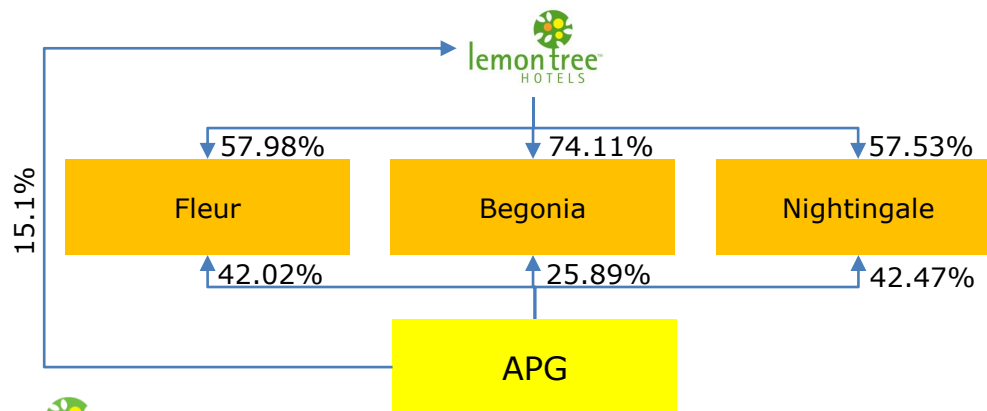 lemon tree
HOTELS
57.98%
74.11%
57.53%
15.1%
Fleur
Begonia
Nightingale
42.02%
25.89%
42.47%
APG